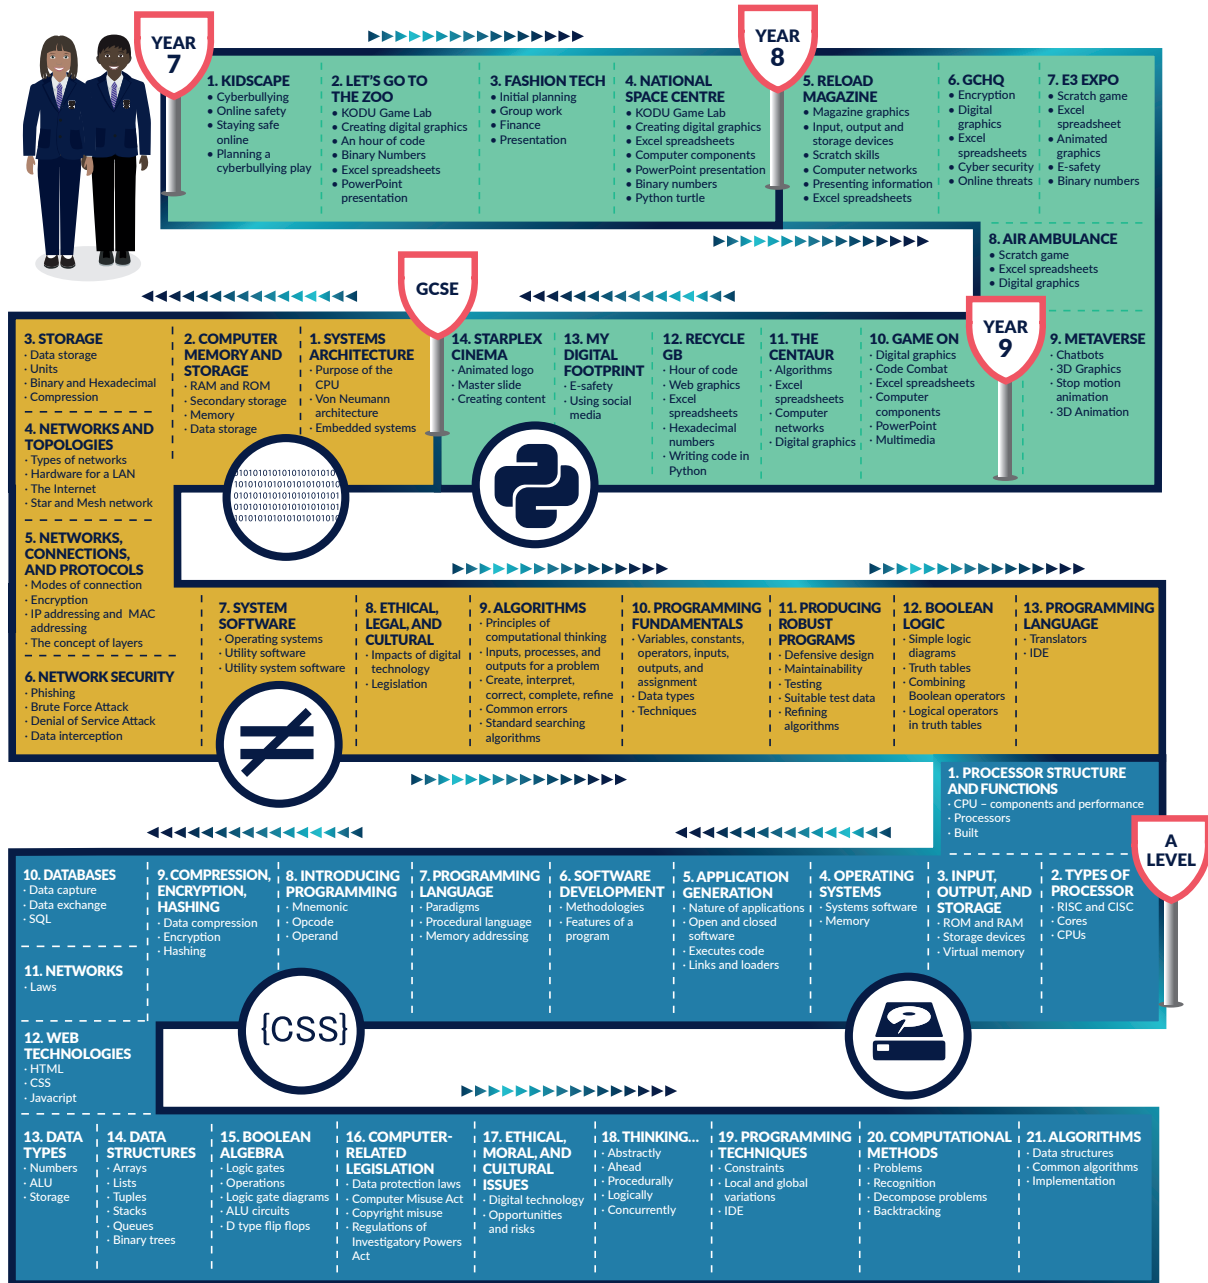 YEAR
7
1. KIDSCAPE
• Cyberbullying
• Online safety
• Staying safe
online
• Planning a
cyberbullying play
2. LET'S GO TO
THE ZOO
• KODU Game Lab
• Creating digital graphics
• An hour of code
• Binary Numbers
• Excel spreadsheets
• PowerPoint
presentation
3. FASHION TECH
• Initial planning
• Group work
• Finance
• Presentation
4. NATIONAL
SPACE CENTRE
• KODU Game Lab
• Creating digital graphics
• Excel spreadsheets
• Computer components
• PowerPoint presentation
• Binary numbers
• Python turtle
YEAR
8
5. RELOAD
MAGAZINE
• Magazine graphics
• Input, output and
storage devices
• Scratch skills
• Computer networks
• Presenting information
• Excel spreadsheets
6. GCHQ
• Encryption
• Digital
graphics
• Excel
spreadsheets
• Cyber security
• Online threats
7. E3 EXPO
• Scratch game
• Excel
spreadsheet
• Animated
graphics
• E-safety
• Binary numbers
8. AIR AMBULANCE
• Scratch game
• Excel spreadsheets
• Digital graphics
YEAR
9
9. METAVERSE
· Chatbots
· 3D Graphics
· Stop motion
animation
· 3D Animation
10. GAME ON
· Digital graphics
· Code Combat
· Excel spreadsheets
· Computer
components
· PowerPoint
· Multimedia
11. THE
CENTAUR
· Algorithms
· Excel
spreadsheets
· Computer
networks
· Digital graphics
12. RECYCLE
GB
· Hour of code
· Web graphics
· Excel
spreadsheets
· Hexadecimal
numbers
· Writing code in
Python
13. MY
DIGITAL
FOOTPRINT
· E-safety
· Using social
media
14. STARPLEX
CINEMA
· Animated logo
· Master slide
· Creating content
GCSE
1. SYSTEMS
ARCHITECTURE
· Purpose of the
CPU
· Von Neumann
architecture
· Embedded systems
2. COMPUTER
MEMORY AND
STORAGE
· RAM and ROM
· Secondary storage
· Memory
· Data storage
3. STORAGE
· Data storage
· Units
· Binary and Hexadecimal
· Compression
4. NETWORKS AND
TOPOLOGIES
· Types of networks
· Hardware for a LAN
· The Internet
· Star and Mesh network
5. NETWORKS,
CONNECTIONS,
AND PROTOCOLS
· Modes of connection
· Encryption
· IP addressing and MAC
addressing
· The concept of layers
6. NETWORK SECURITY
· Phishing
· Brute Force Attack
· Denial of Service Attack
· Data interception
7. SYSTEM
SOFTWARE
· Operating systems
· Utility software
· Utility system software
8. ETHICAL,
LEGAL, AND
CULTURAL
· Impacts of digital
technology
· Legislation
9. ALGORITHMS
· Principles of
computational thinking
· Inputs, processes, and
outputs for a problem
· Create, interpret,
correct, complete, refine
· Common errors
· Standard searching
algorithms
10. PROGRAMMING
FUNDAMENTALS
· Variables, constants,
operators, inputs,
outputs, and
assignment
· Data types
· Techniques
11. PRODUCING
ROBUST
PROGRAMS
· Defensive design
· Maintainability
· Testing
· Suitable test data
· Refining
algorithms
12. BOOLEAN
LOGIC
· Simple logic
diagrams
· Truth tables
· Combining
Boolean operators
· Logical operators
in truth tables
13. PROGRAMMING
LANGUAGE
· Translators
· IDE
1. PROCESSOR STRUCTURE
AND FUNCTIONS
· CPU – components and performance
· Processors
· Built
A
LEVEL
2. TYPES OF
PROCESSOR
· RISC and CISC
· Cores
· CPUs
3. INPUT,
OUTPUT, AND
STORAGE
· ROM and RAM
· Storage devices
· Virtual memory
4. OPERATING
SYSTEMS
· Systems software
· Memory
5. APPLICATION
GENERATION
· Nature of applications
· Open and closed
software
· Executes code
· Links and loaders
6. SOFTWARE
DEVELOPMENT
· Methodologies
· Features of a
program
7. PROGRAMMING
LANGUAGE
· Paradigms
· Procedural language
· Memory addressing
8. INTRODUCING
PROGRAMMING
· Mnemonic
· Opcode
· Operand
9. COMPRESSION,
ENCRYPTION,
HASHING
· Data compression
· Encryption
· Hashing
10. DATABASES
· Data capture
· Data exchange
· SQL
11. NETWORKS
· Laws
{CSS}
12. WEB
TECHNOLOGIES
· HTML
· CSS
· Javacript
13. DATA
TYPES
· Numbers
· ALU
· Storage
14. DATA
STRUCTURES
· Arrays
· Lists
· Tuples
· Stacks
· Queues
· Binary trees
15. BOOLEAN
ALGEBRA
· Logic gates
· Operations
· Logic gate diagrams
· ALU circuits
· D type flip flops
16. COMPUTER-
RELATED
LEGISLATION
· Data protection laws
· Computer Misuse Act
· Copyright misuse
· Regulations of
Investigatory Powers
Act
17. ETHICAL,
MORAL, AND
CULTURAL
ISSUES
· Digital technology
· Opportunities
and risks
18. THINKING...
· Abstractly
· Ahead
· Procedurally
· Logically
· Concurrently
19. PROGRAMMING
TECHNIQUES
· Constraints
· Local and global
variations
· IDE
20. COMPUTATIONAL
METHODS
· Problems
· Recognition
· Decompose problems
· Backtracking
21. ALGORITHMS
· Data structures
· Common algorithms
· Implementation